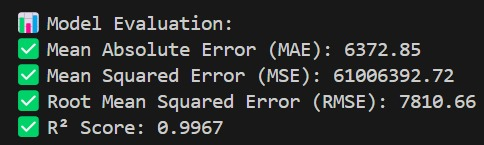 📊 Model Evaluation:
✅ Mean Absolute Error (MAE): 6372.85
✅ Mean Squared Error (MSE): 61006392.72
✅ Root Mean Squared Error (RMSE): 7810.66
✅ R² Score: 0.9967